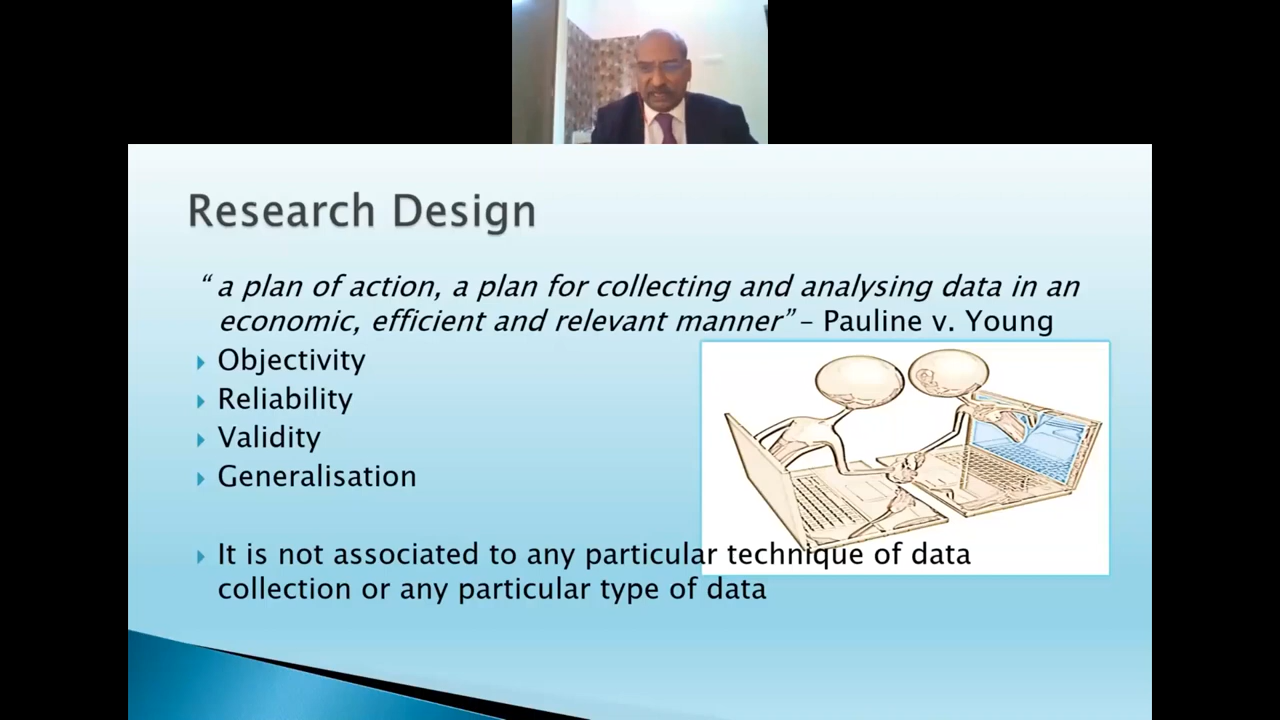 Research Design
“ a plan of action, a plan for collecting and analysing data in an
economic, efficient and relevant manner” – Pauline v. Young
Objectivity
Reliability
Validity
Generalisation
It is not associated to any particular technique of data
collection or any particular type of data